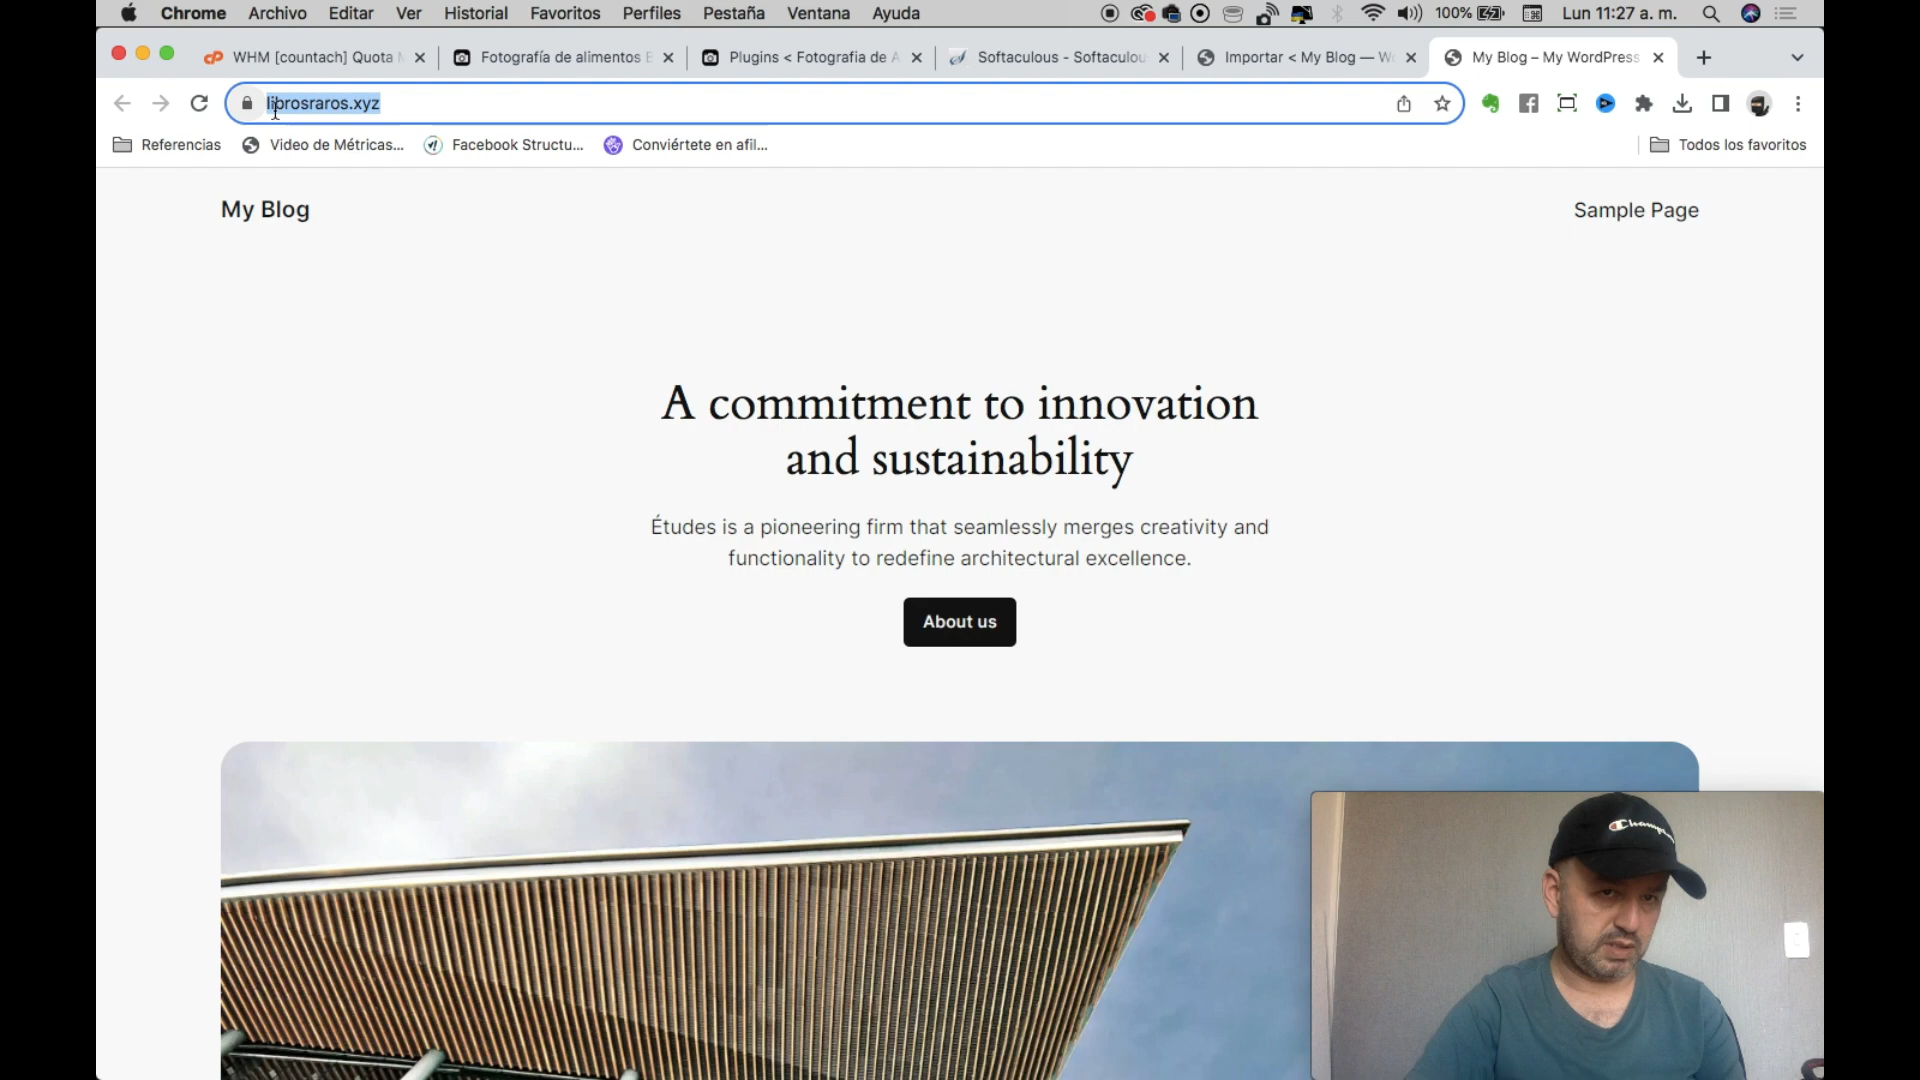 Chrome Archivo Editar Ver Historial Favoritos Perfiles Pestaña Ventana Ayuda 100% Lun 11:27 a. m.
WHM [countach] Quota Fotografía de alimentos Plugins < Fotografia de A Softaculous - Softaculou Importar < My Blog — W My Blog – My WordPress
librosraros.xyz
Referencias Video de Métricas... Facebook Structu... Conviértete en afil... Todos los favoritos
My Blog Sample Page
A commitment to innovation
and sustainability
Études is a pioneering firm that seamlessly merges creativity and
functionality to redefine architectural excellence.
About us
Champion